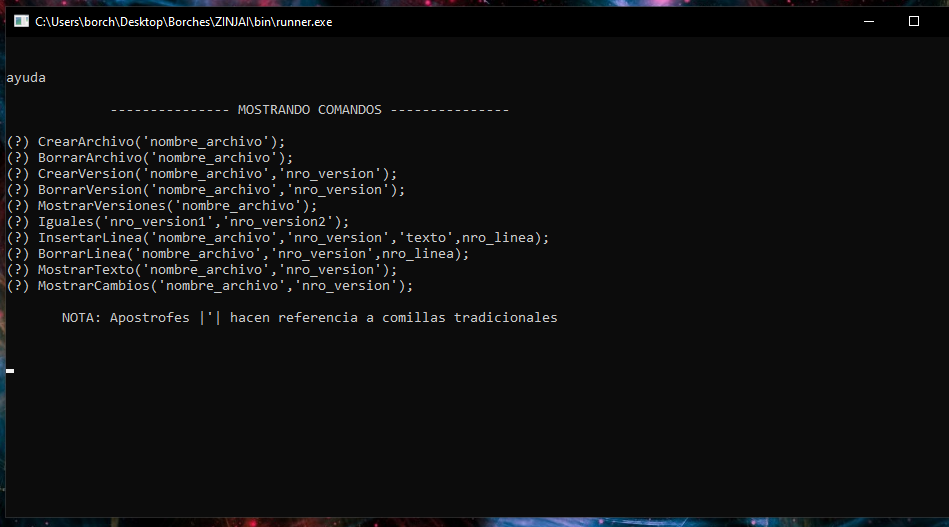 C:\Users\borch\Desktop\Borches\ZINJAI\bin\runner.exe
ayuda
--------------- MOSTRANDO COMANDOS ---------------
(?) CrearArchivo('nombre_archivo');
(?) BorrarArchivo('nombre_archivo');
(?) CrearVersion('nombre_archivo','nro_version');
(?) BorrarVersion('nombre_archivo','nro_version');
(?) MostrarVersiones('nombre_archivo');
(?) Iguales('nro_version1','nro_version2');
(?) InsertarLinea('nombre_archivo','nro_version','texto',nro_linea);
(?) BorrarLinea('nombre_archivo','nro_version',nro_linea);
(?) MostrarTexto('nombre_archivo','nro_version');
(?) MostrarCambios('nombre_archivo','nro_version');
NOTA: Apostrofes |'| hacen referencia a comillas tradicionales